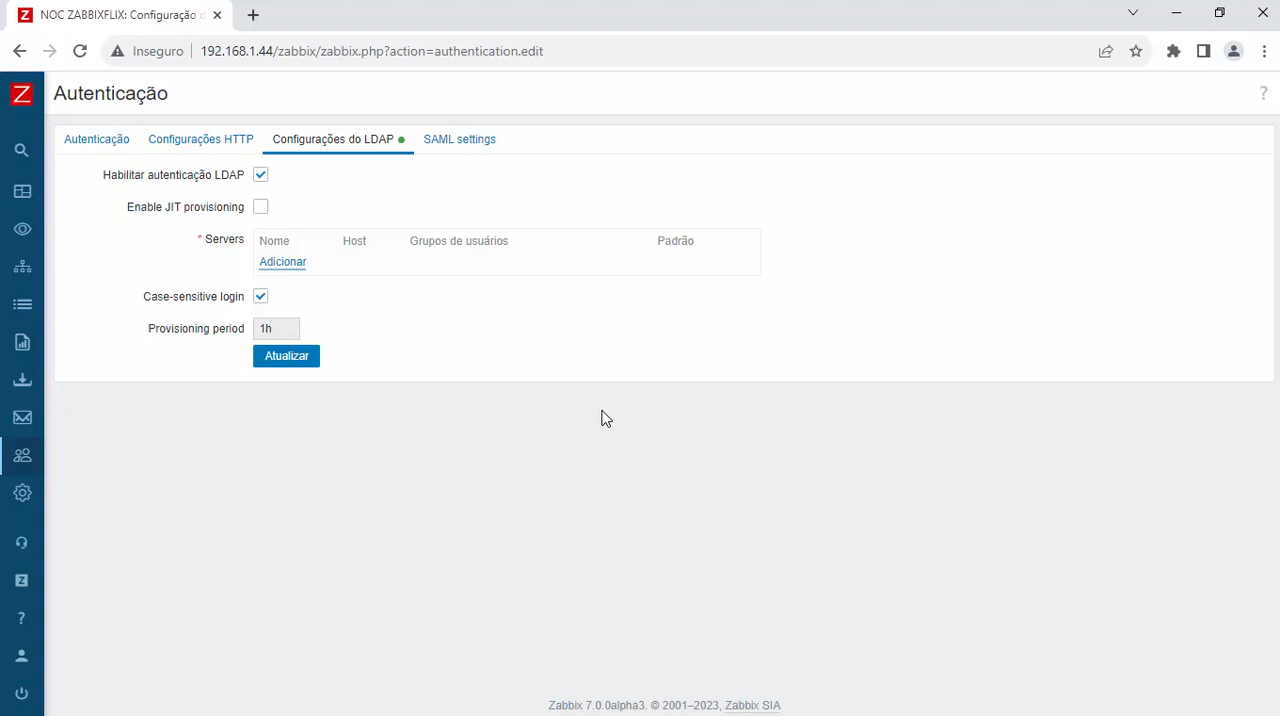 NOC ZABBIXFLIX: Configuração d
Inseguro 192.168.1.44/zabbix/zabbix.php?action=authentication.edit
Z
Autenticação
?
Autenticação Configurações HTTP Configurações do LDAP SAML settings
Habilitar autenticação LDAP
Enable JIT provisioning
* Servers
Nome Host Grupos de usuários Padrão
Adicionar
Case-sensitive login
Provisioning period 1h
Atualizar
Z
?
Zabbix 7.0.0alpha3. © 2001–2023, Zabbix SIA